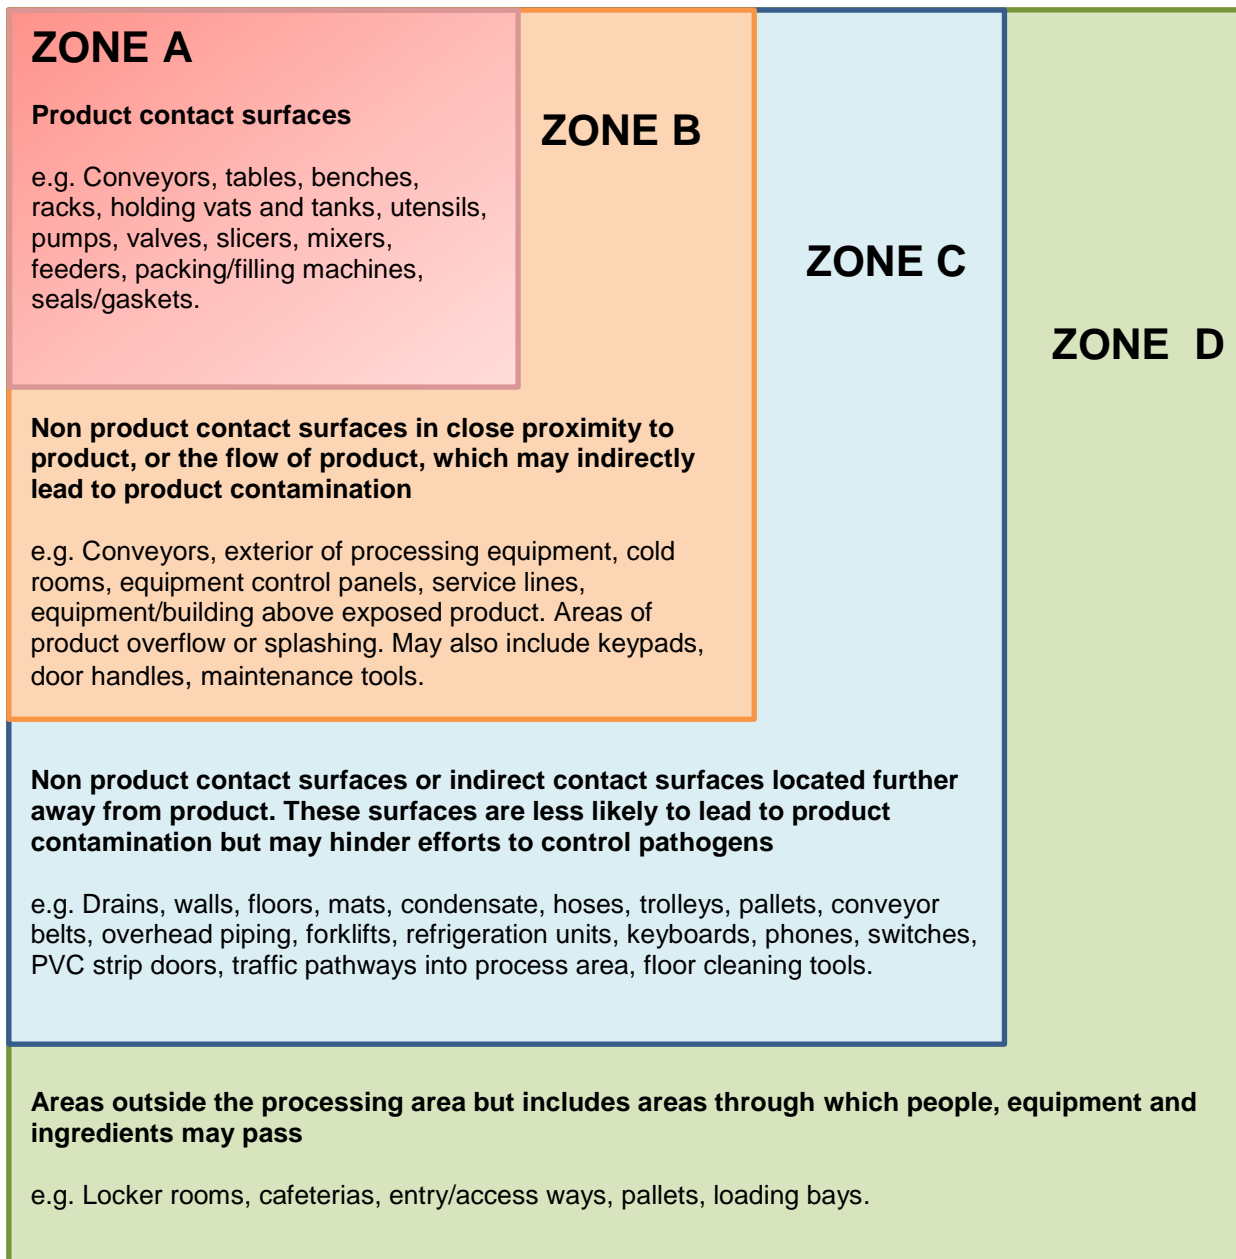 ZONE A
Product contact surfaces
e.g. Conveyors, tables, benches,
racks, holding vats and tanks, utensils,
pumps, valves, slicers, mixers,
feeders, packing/filling machines,
seals/gaskets.
ZONE B
Non product contact surfaces in close proximity to
product, or the flow of product, which may indirectly
lead to product contamination
e.g. Conveyors, exterior of processing equipment, cold
rooms, equipment control panels, service lines,
equipment/building above exposed product. Areas of
product overflow or splashing. May also include keypads,
door handles, maintenance tools.
ZONE C
Non product contact surfaces or indirect contact surfaces located further
away from product. These surfaces are less likely to lead to product
contamination but may hinder efforts to control pathogens
e.g. Drains, walls, floors, mats, condensate, hoses, trolleys, pallets, conveyor
belts, overhead piping, forklifts, refrigeration units, keyboards, phones, switches,
PVC strip doors, traffic pathways into process area, floor cleaning tools.
ZONE  D
Areas outside the processing area but includes areas through which people, equipment and
ingredients may pass
e.g. Locker rooms, cafeterias, entry/access ways, pallets, loading bays.